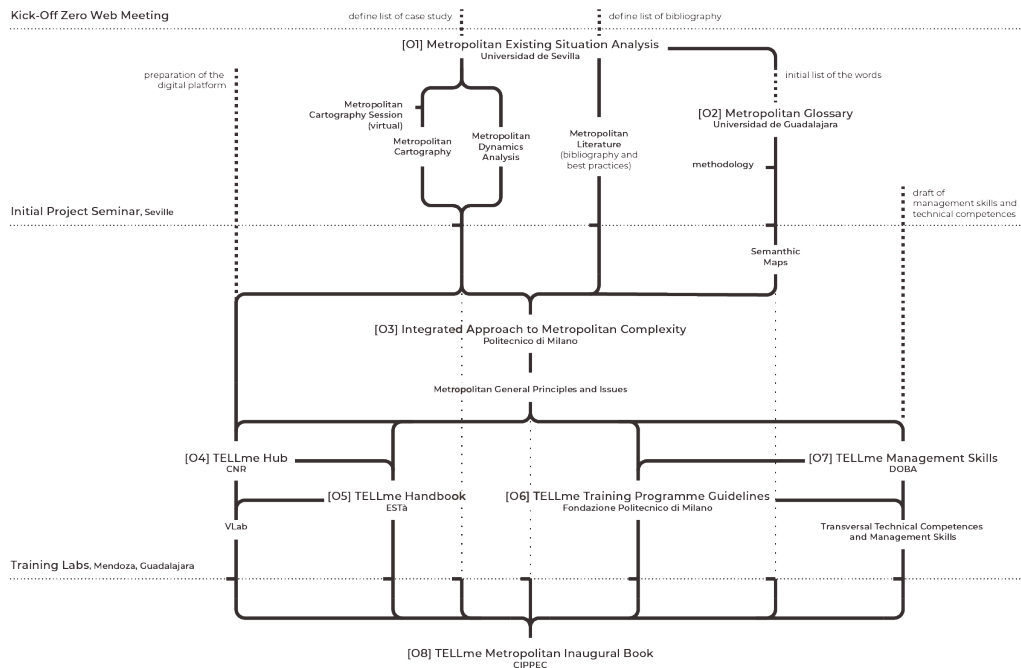 Kick-Off Zero Web Meeting
define list of case study
define list of bibliography
[O1] Metropolitan Existing Situation Analysis
Universidad de Sevilla
preparation of the
digital platform
initial list of the words
Metropolitan
Cartography Session
(virtual)
[O2] Metropolitan Glossary
Universidad de Guadalajara
Metropolitan
Cartography
Metropolitan
Dynamics
Analysis
Metropolitan
Literature
(bibliography and
best practices)
methodology
draft of
management skills and
technical competences
Initial Project Seminar, Seville
Semanthic
Maps
[O3] Integrated Approach to Metropolitan Complexity
Politecnico di Milano
Metropolitan General Principles and Issues
[O4] TELLme Hub
CNR
[O7] TELLme Management Skills
DOBA
[O5] TELLme Handbook
ESTà
[O6] TELLme Training Programme Guidelines
Fondazione Politecnico di Milano
VLab
Transversal Technical Competences
and Management Skills
Training Labs, Mendoza, Guadalajara
[O8] TELLme Metropolitan Inaugural Book
CIPPEC